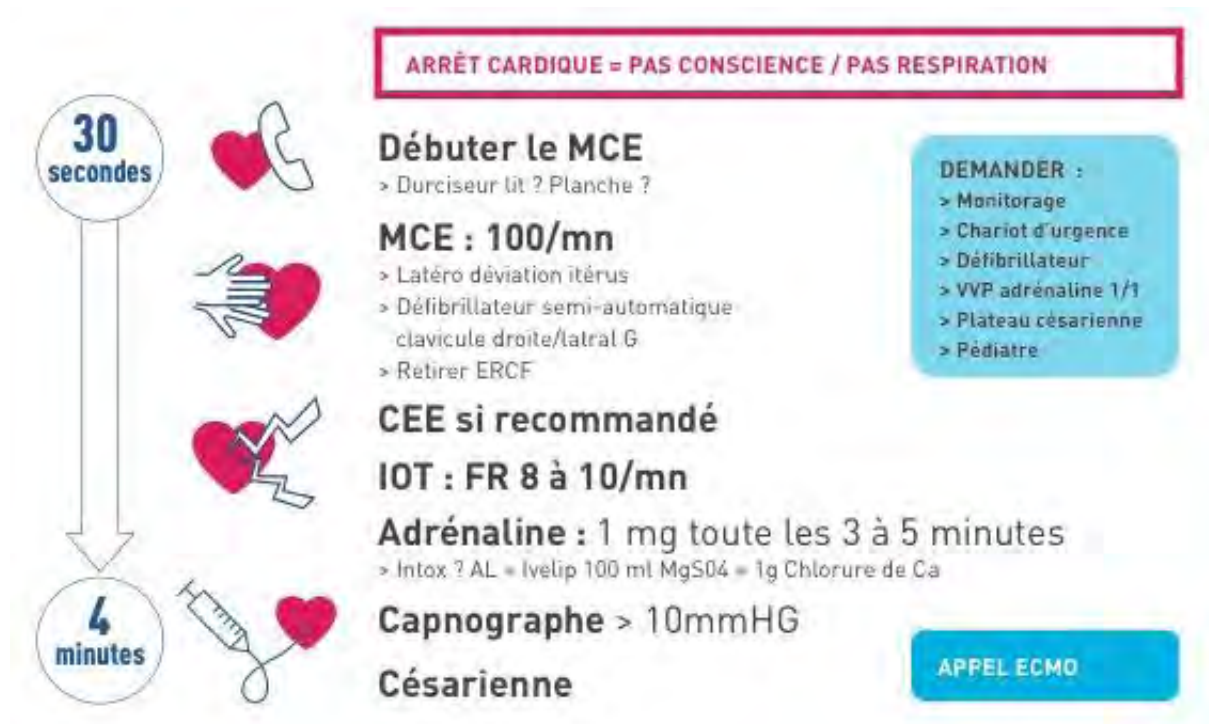 ARRÊT CARDIQUE = PAS CONSCIENCE / PAS RESPIRATION
30
secondes
Débuter le MCE
> Durciseur lit ? Planche ?
MCE : 100/mn
> Latéro déviation itérus
> Défibrillateur semi-automatique
clavicule droite/latral G
> Retirer ERCF
DEMANDER :
> Monitorage
> Chariot d'urgence
> Défibrillateur
> VVP adrénaline 1/1
> Plateau césarienne
> Pédiatre
CEE si recommandé
IOT : FR 8 à 10/mn
Adrénaline : 1 mg toute les 3 à 5 minutes
> Intox ? AL = Ivelip 100 ml MgS04 = 1g Chlorure de Ca
4
minutes
Capnographe > 10mmHG
Césarienne
APPEL ECMO